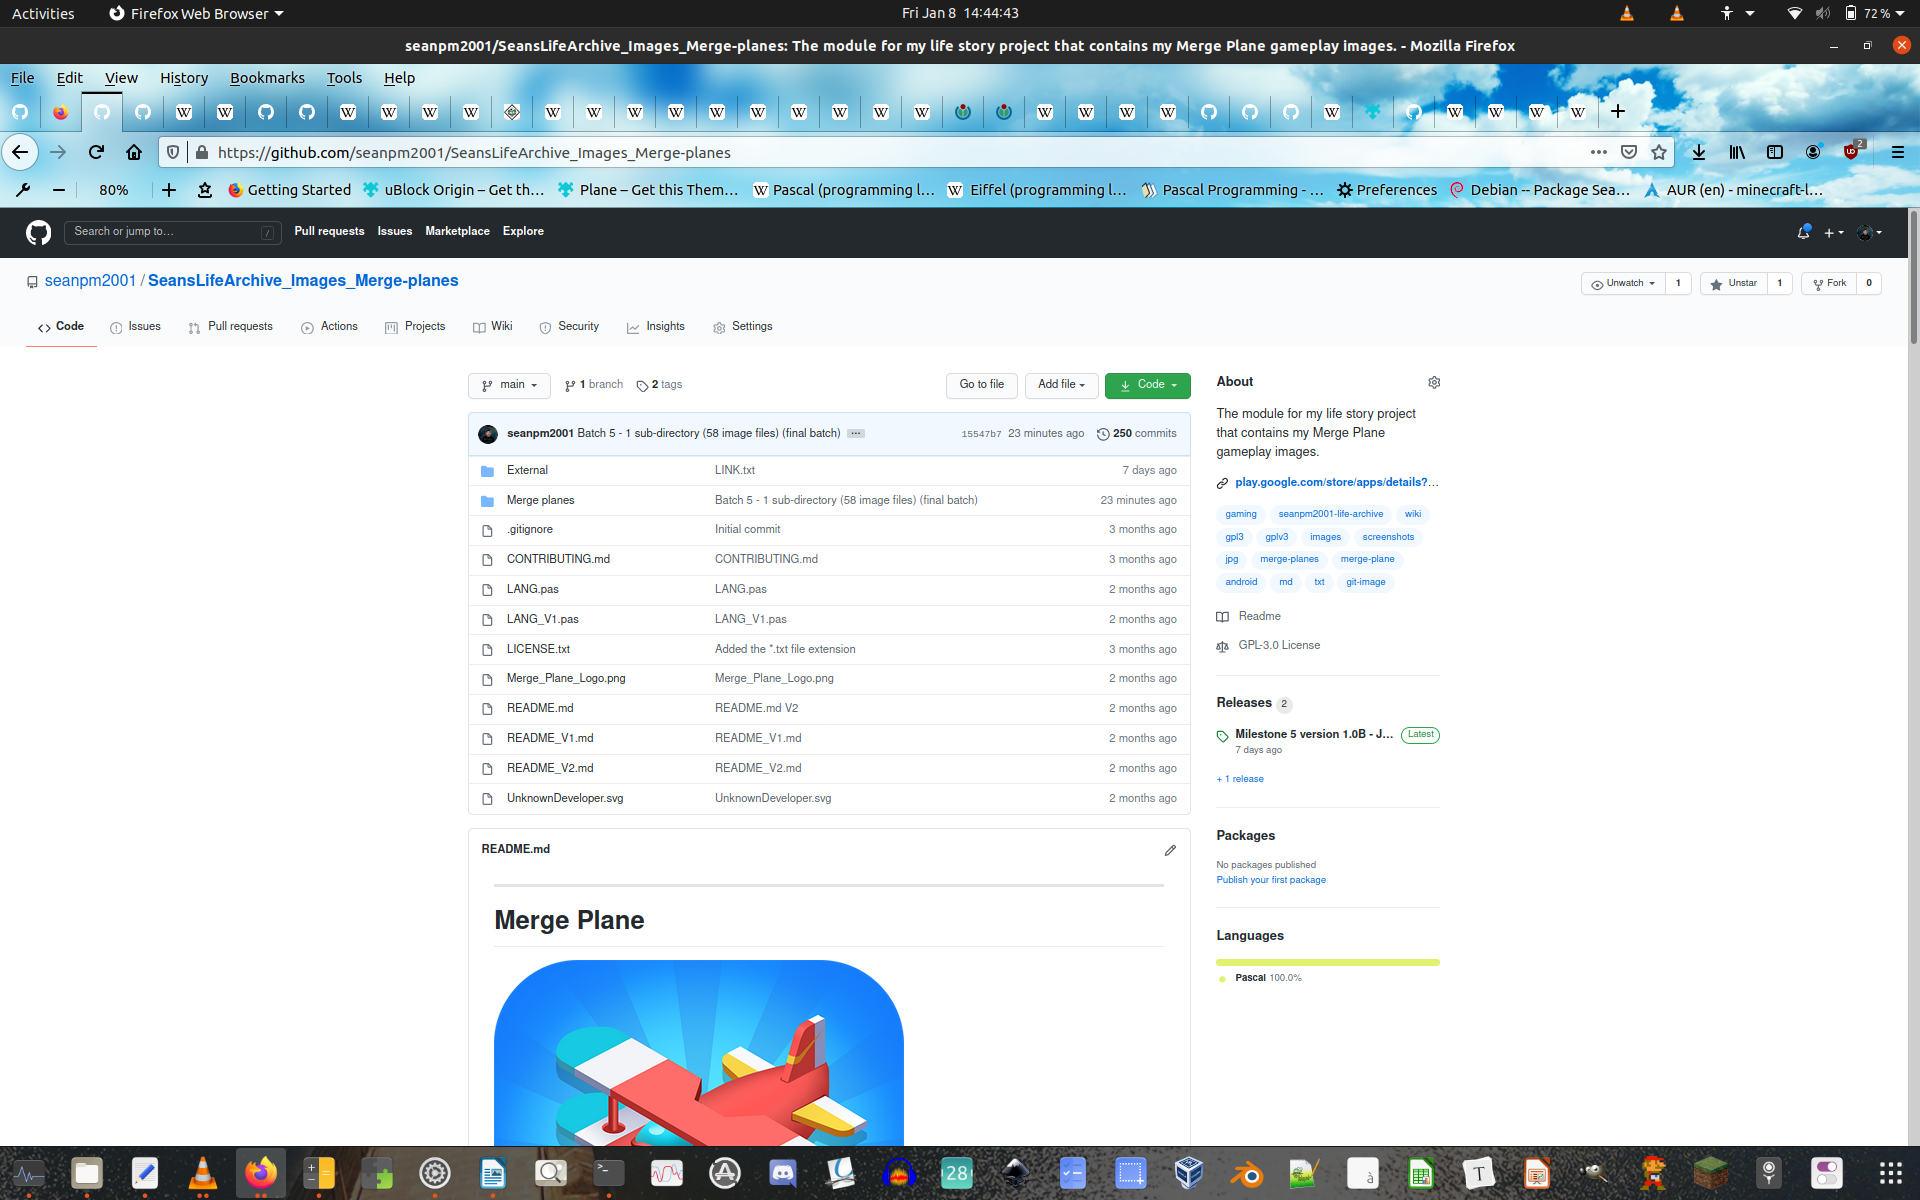 Activities
Firefox Web Browser
Fri Jan 8 14:44:43
72 %
seanpm2001/SeansLifeArchive_Images_Merge-planes: The module for my life story project that contains my Merge Plane gameplay images. - Mozilla Firefox
File Edit View History Bookmarks Tools Help
https://github.com/seanpm2001/SeansLifeArchive_Images_Merge-planes
2
80%
Getting Started
uBlock Origin – Get th…
Plane – Get this Them…
Pascal (programming l…
Eiffel (programming l…
Pascal Programming - …
Preferences
Debian -- Package Sea…
AUR (en) - minecraft-l…
Search or jump to…
/
Pull requests Issues Marketplace Explore
seanpm2001 / SeansLifeArchive_Images_Merge-planes
Unwatch 1
Unstar 1
Fork 0
Code Issues Pull requests Actions Projects Wiki Security Insights Settings
main
1 branch
2 tags
Go to file
Add file
Code
seanpm2001 Batch 5 - 1 sub-directory (58 image files) (final batch) ... 15547b7 23 minutes ago 250 commits
External LINK.txt 7 days ago
Merge planes Batch 5 - 1 sub-directory (58 image files) (final batch) 23 minutes ago
.gitignore Initial commit 3 months ago
CONTRIBUTING.md CONTRIBUTING.md 3 months ago
LANG.pas LANG.pas 2 months ago
LANG_V1.pas LANG_V1.pas 2 months ago
LICENSE.txt Added the *.txt file extension 3 months ago
Merge_Plane_Logo.png Merge_Plane_Logo.png 2 months ago
README.md README.md V2 2 months ago
README_V1.md README_V1.md 2 months ago
README_V2.md README_V2.md 2 months ago
UnknownDeveloper.svg UnknownDeveloper.svg 2 months ago
README.md
Merge Plane
About
The module for my life story project
that contains my Merge Plane
gameplay images.
play.google.com/store/apps/details?…
gaming seanpm2001-life-archive wiki
gpl3 gplv3 images screenshots
jpg merge-planes merge-plane
android md txt git-image
Readme
GPL-3.0 License
Releases 2
Milestone 5 version 1.0B - J… Latest
7 days ago
+ 1 release
Packages
No packages published
Publish your first package
Languages
Pascal 100.0%
28